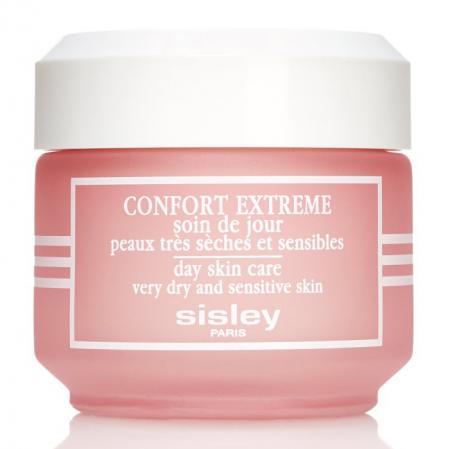 CONFORT EXTREME
soin de jour
peaux très sèches et sensibles
day skin care
very dry and sensitive skin
sisley
PARIS